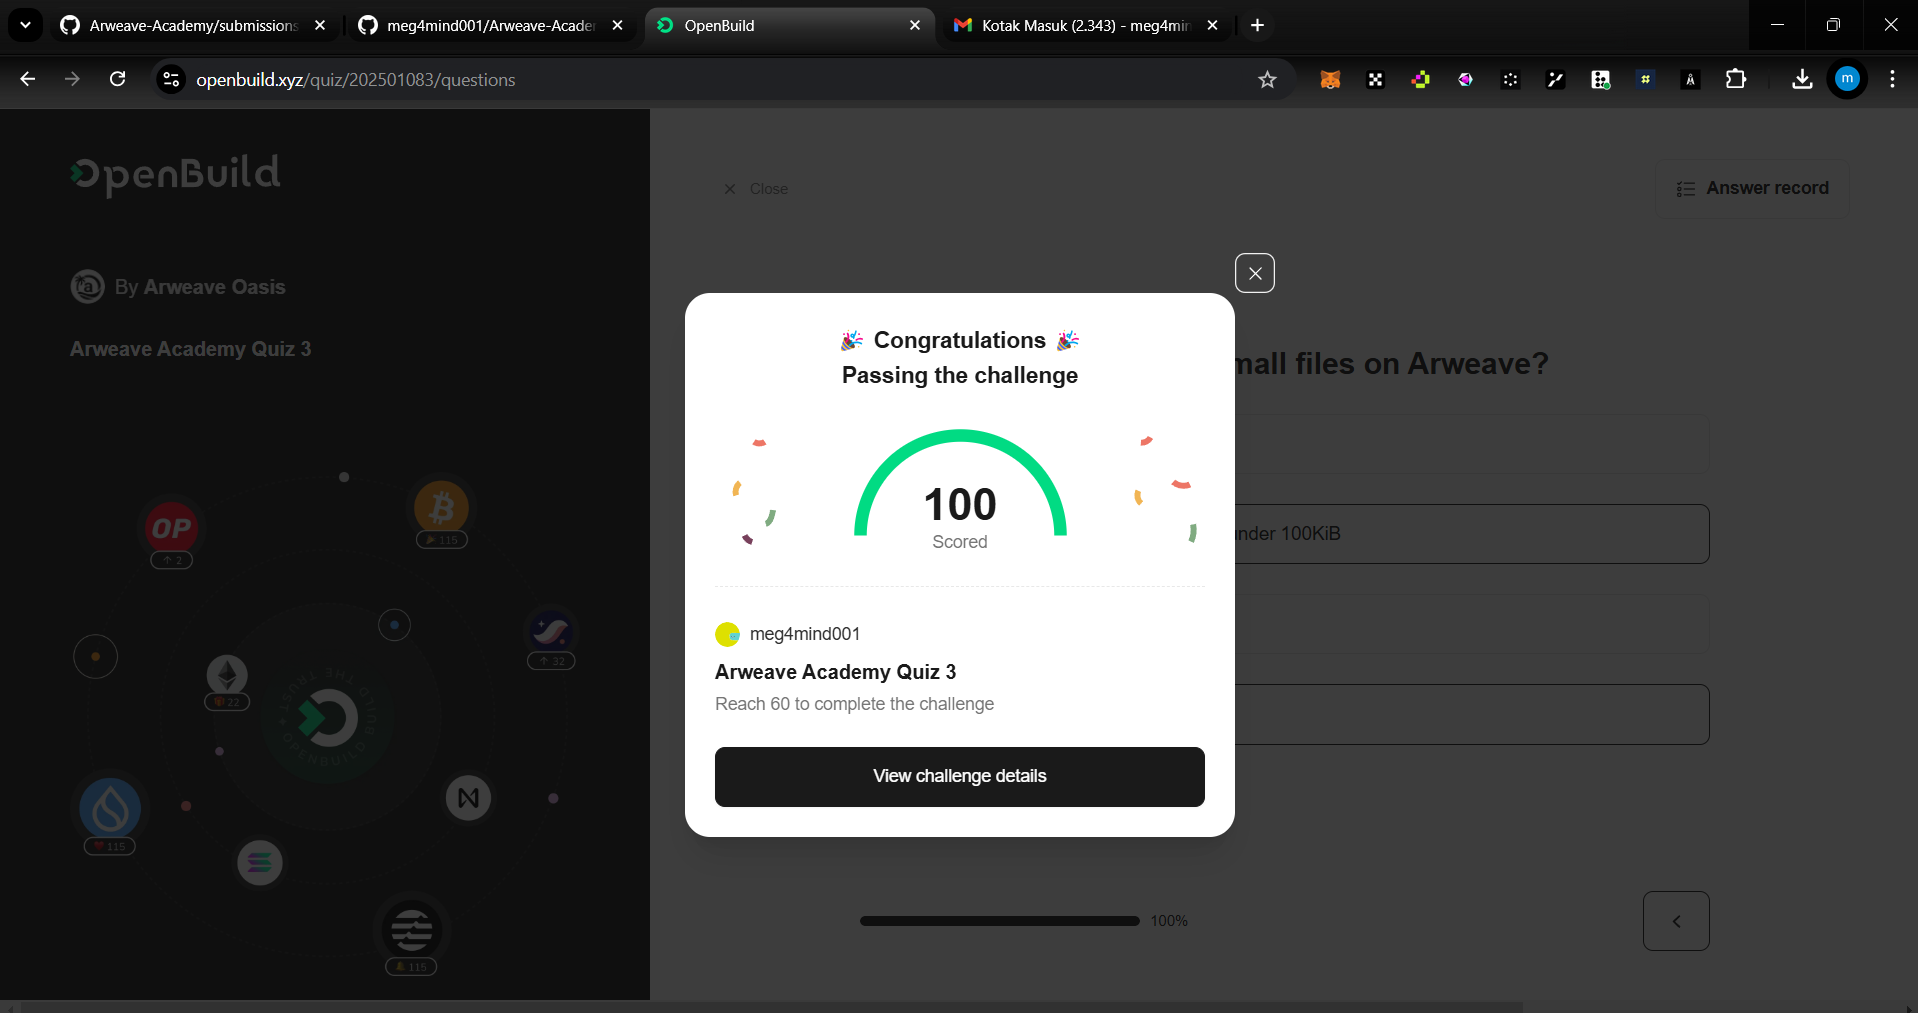 Arweave-Academy/submissions
meg4mind001/Arweave-Acade
OpenBuild
Kotak Masuk (2.343) - meg4min
openbuild.xyz/quiz/202501083/questions
m
OpenBuild
Close
Answer record
By Arweave Oasis
Arweave Academy Quiz 3
mall files on Arweave?
under 100KiB
🎉 Congratulations 🎉
Passing the challenge
100
Scored
meg4mind001
Arweave Academy Quiz 3
Reach 60 to complete the challenge
View challenge details
100%
OP
2
115
32
22
115
115